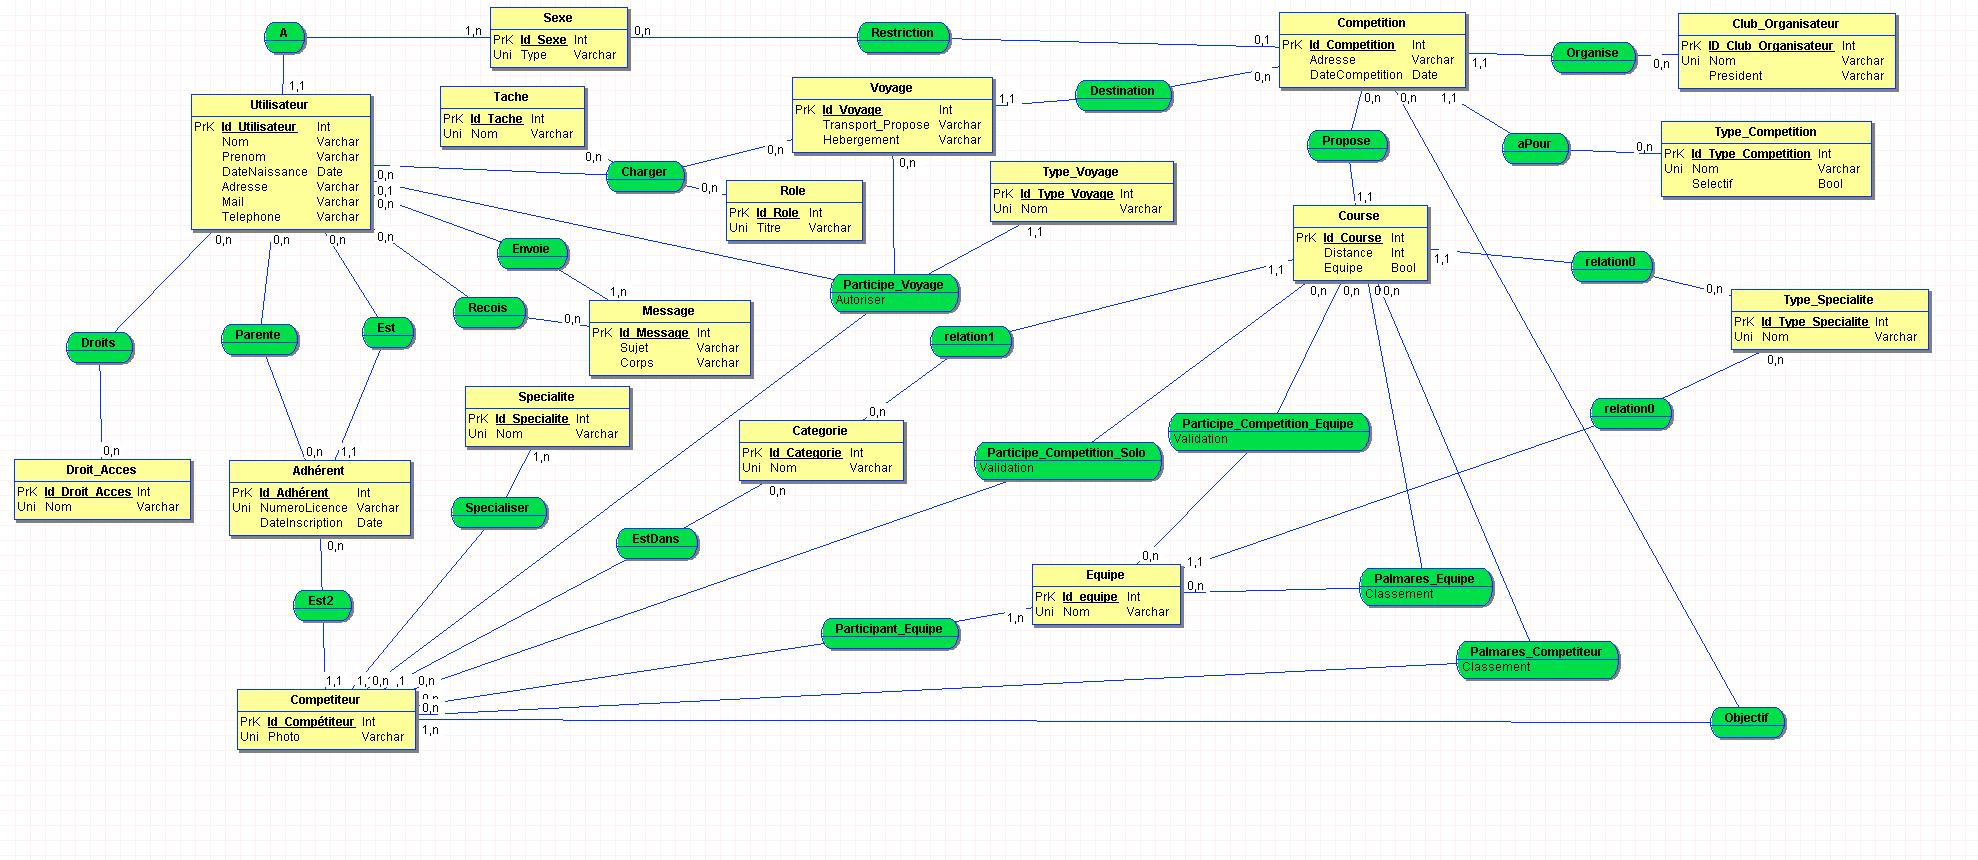 Sexe
PrK Id_Sexe Int
Uni Type Varchar
A
1,n
0,n
Restriction
0,1
Competition
PrK Id_Competition Int
Adresse Varchar
DateCompetition Date
1,1
Organise
0,n
Club_Organisateur
PrK ID_Club_Organisateur Int
Uni Nom Varchar
President Varchar
1,1
Utilisateur
PrK Id_Utilisateur Int
Nom Varchar
Prenom Varchar
DateNaissance Date
Adresse Varchar
Mail Varchar
Telephone Varchar
Tache
PrK Id_Tache Int
Uni Nom Varchar
0,n
Voyage
PrK Id_Voyage Int
Transport_Propose Varchar
Hebergement Varchar
1,1
Destination
0,n
0,n
0,n
0,n
1,1
Propose
aPour
0,n
Type_Competition
PrK Id_Type_Competition Int
Uni Nom Varchar
Selectif Bool
Charger
0,n
0,n
0,n
0,1
0,n
0,n
Role
PrK Id_Role Int
Uni Titre Varchar
Type_Voyage
PrK Id_Type_Voyage Int
Uni Nom Varchar
1,1
1,1
Course
PrK Id_Course Int
Distance Int
Equipe Bool
1,1
1,1
relation0
0,n
Type_Specialite
PrK Id_Type_Specialite Int
Uni Nom Varchar
0,n
0,n
0,n
0,n
0,n
Envoie
1,n
Recois
0,n
Message
PrK Id_Message Int
Sujet Varchar
Corps Varchar
Participe_Voyage
Autoriser
0,n
0,n
0,n
Droits
Parente
Est
relation1
0,n
relation0
Specialite
PrK Id_Specialite Int
Uni Nom Varchar
1,n
Categorie
PrK Id_Categorie Int
Uni Nom Varchar
0,n
Participe_Competition_Solo
Validation
Participe_Competition_Equipe
Validation
0,n
Droit_Acces
PrK Id_Droit_Acces Int
Uni Nom Varchar
0,n
1,1
Adhérent
PrK Id_Adhérent Int
Uni NumeroLicence Varchar
DateInscription Date
0,n
Specialiser
EstDans
0,n
1,1
Equipe
PrK Id_equipe Int
Uni Nom Varchar
0,n
Palmares_Equipe
Classement
Est2
Participant_Equipe
1,n
Palmares_Competiteur
Classement
1,1
0,n
0,n
Competiteur
PrK Id_Compétiteur Int
Uni Photo Varchar
0,n
0,n
1,n
Objectif